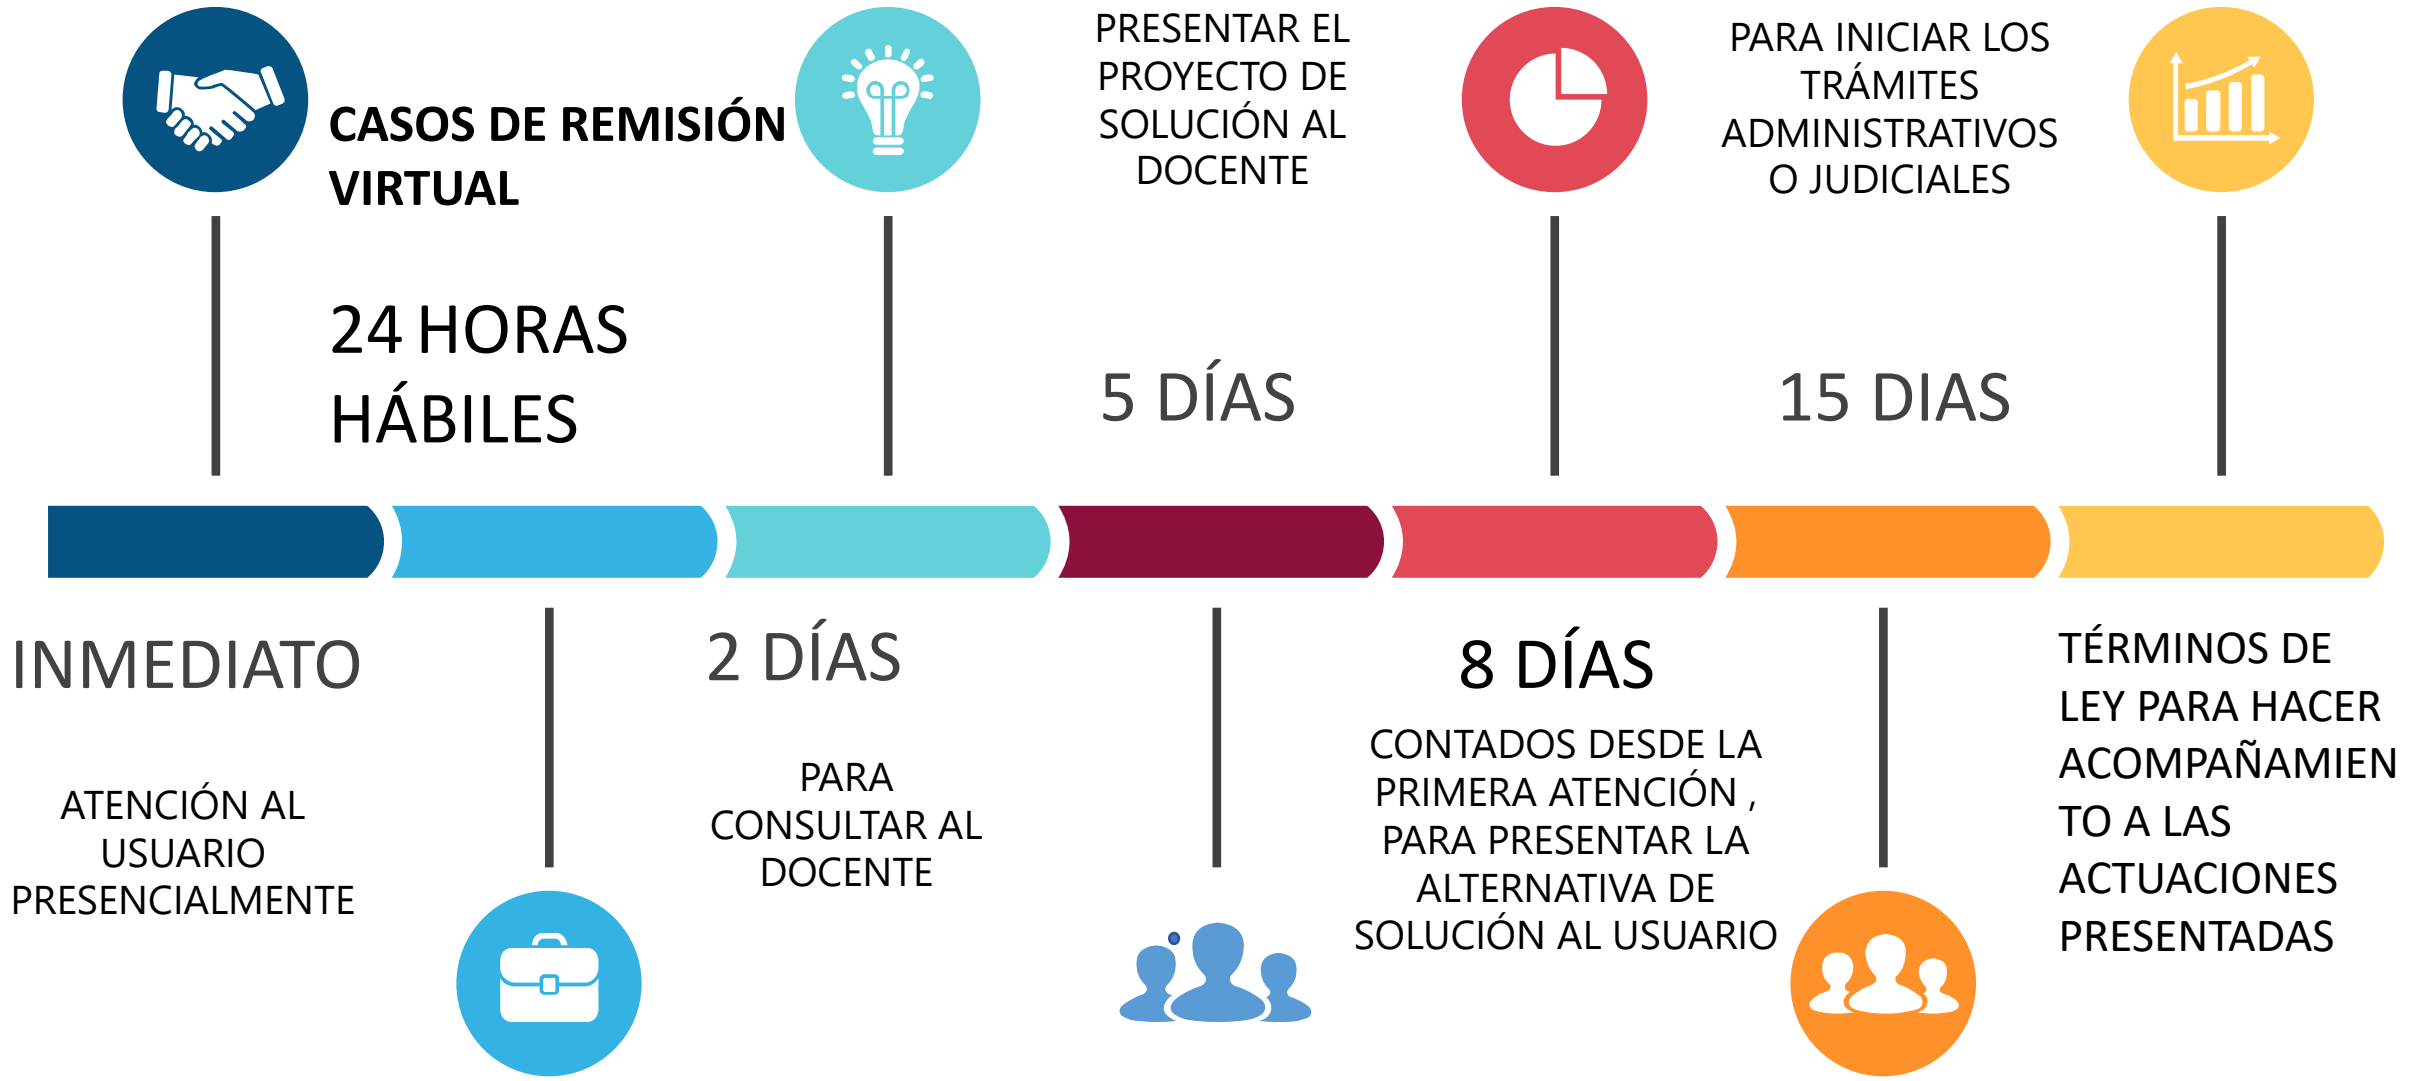 INMEDIATO
ATENCIÓN AL
USUARIO
PRESENCIALMENTE
CASOS DE REMISIÓN
VIRTUAL
24 HORAS
HÁBILES
2 DÍAS
PARA
CONSULTAR AL
DOCENTE
PRESENTAR EL
PROYECTO DE
SOLUCIÓN AL
DOCENTE
5 DÍAS
8 DÍAS
CONTADOS DESDE LA
PRIMERA ATENCIÓN ,
PARA PRESENTAR LA
ALTERNATIVA DE
SOLUCIÓN AL USUARIO
PARA INICIAR LOS
TRÁMITES
ADMINISTRATIVOS
O JUDICIALES
15 DIAS
TÉRMINOS DE
LEY PARA HACER
ACOMPAÑAMIEN
TO A LAS
ACTUACIONES
PRESENTADAS